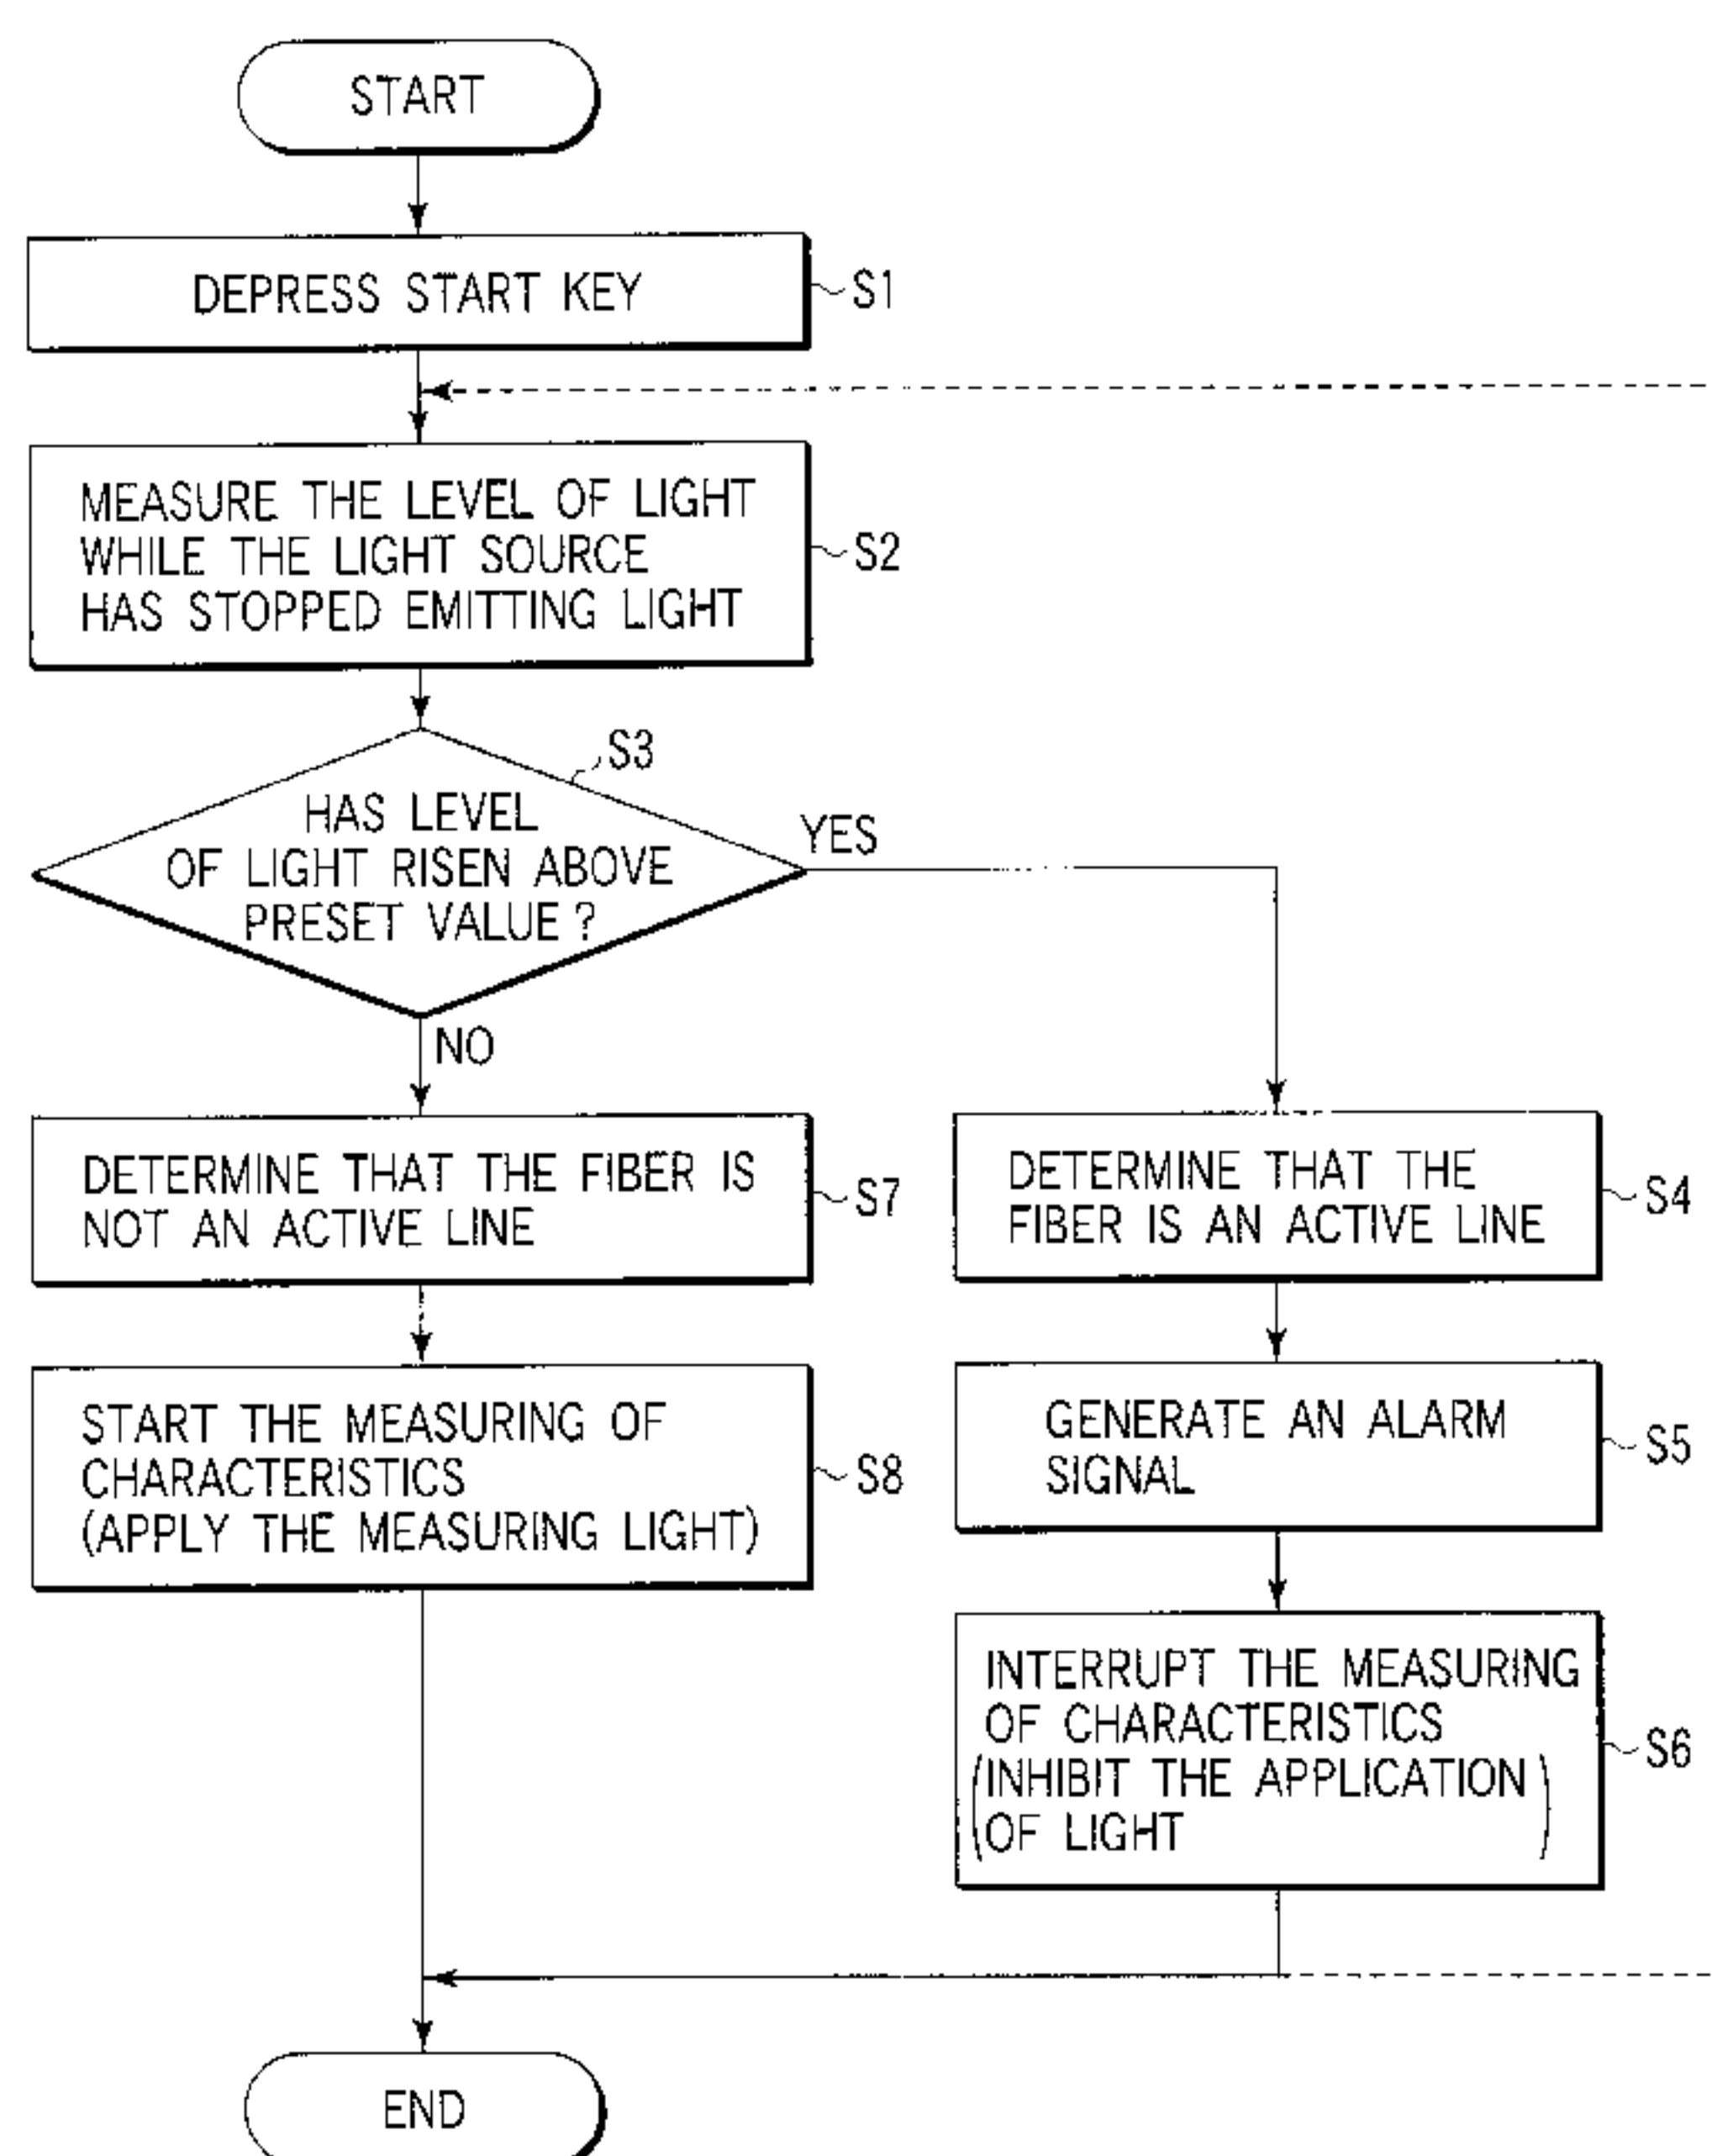 START
DEPRESS START KEY
S1
MEASURE THE LEVEL OF LIGHT
WHILE THE LIGHT SOURCE
HAS STOPPED EMITTING LIGHT
S2
S3
HAS LEVEL
OF LIGHT RISEN ABOVE
PRESET VALUE?
YES
NO
DETERMINE THAT THE FIBER IS
NOT AN ACTIVE LINE
S7
DETERMINE THAT THE
FIBER IS AN ACTIVE LINE
S4
START THE MEASURING OF
CHARACTERISTICS
(APPLY THE MEASURING LIGHT)
S8
GENERATE AN ALARM
SIGNAL
S5
INTERRUPT THE MEASURING
OF CHARACTERISTICS
(INHIBIT THE APPLICATION
OF LIGHT)
S6
END